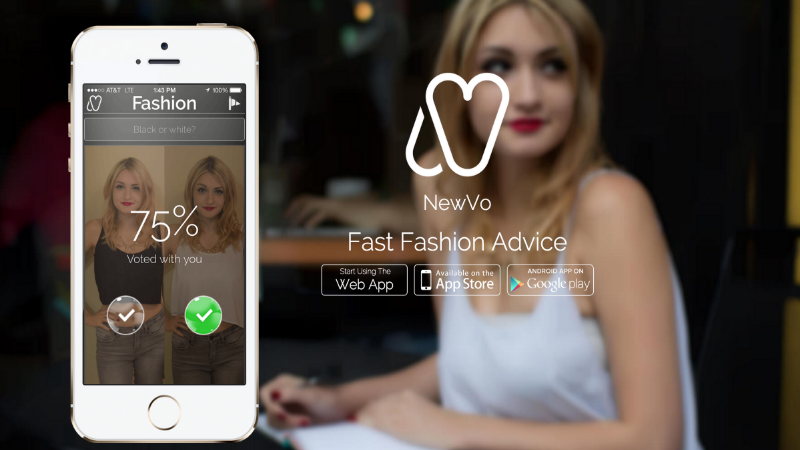 AT&T LTE 1:43 PM 100%
Fashion
Black or white?
75%
Voted with you
NewVo
Fast Fashion Advice
Start Using The
Web App
Available on the
App Store
ANDROID APP ON
Google play